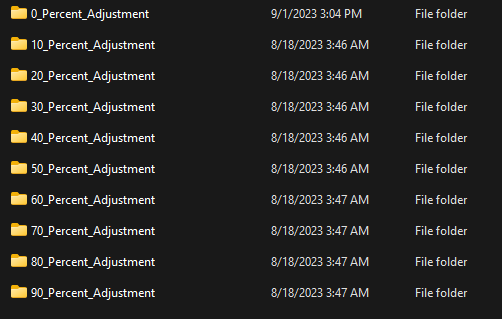 0_Percent_Adjustment 9/1/2023 3:04 PM File folder
10_Percent_Adjustment 8/18/2023 3:46 AM File folder
20_Percent_Adjustment 8/18/2023 3:46 AM File folder
30_Percent_Adjustment 8/18/2023 3:46 AM File folder
40_Percent_Adjustment 8/18/2023 3:46 AM File folder
50_Percent_Adjustment 8/18/2023 3:46 AM File folder
60_Percent_Adjustment 8/18/2023 3:47 AM File folder
70_Percent_Adjustment 8/18/2023 3:47 AM File folder
80_Percent_Adjustment 8/18/2023 3:47 AM File folder
90_Percent_Adjustment 8/18/2023 3:47 AM File folder